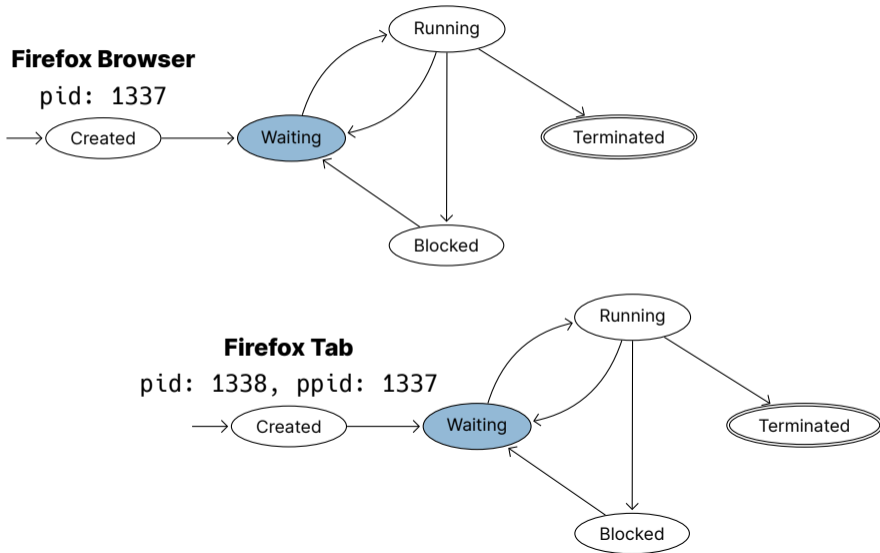 Running
Firefox Browser
pid: 1337
Created
Waiting
Terminated
Blocked
Running
Firefox Tab
pid: 1338, ppid: 1337
Created
Waiting
Terminated
Blocked